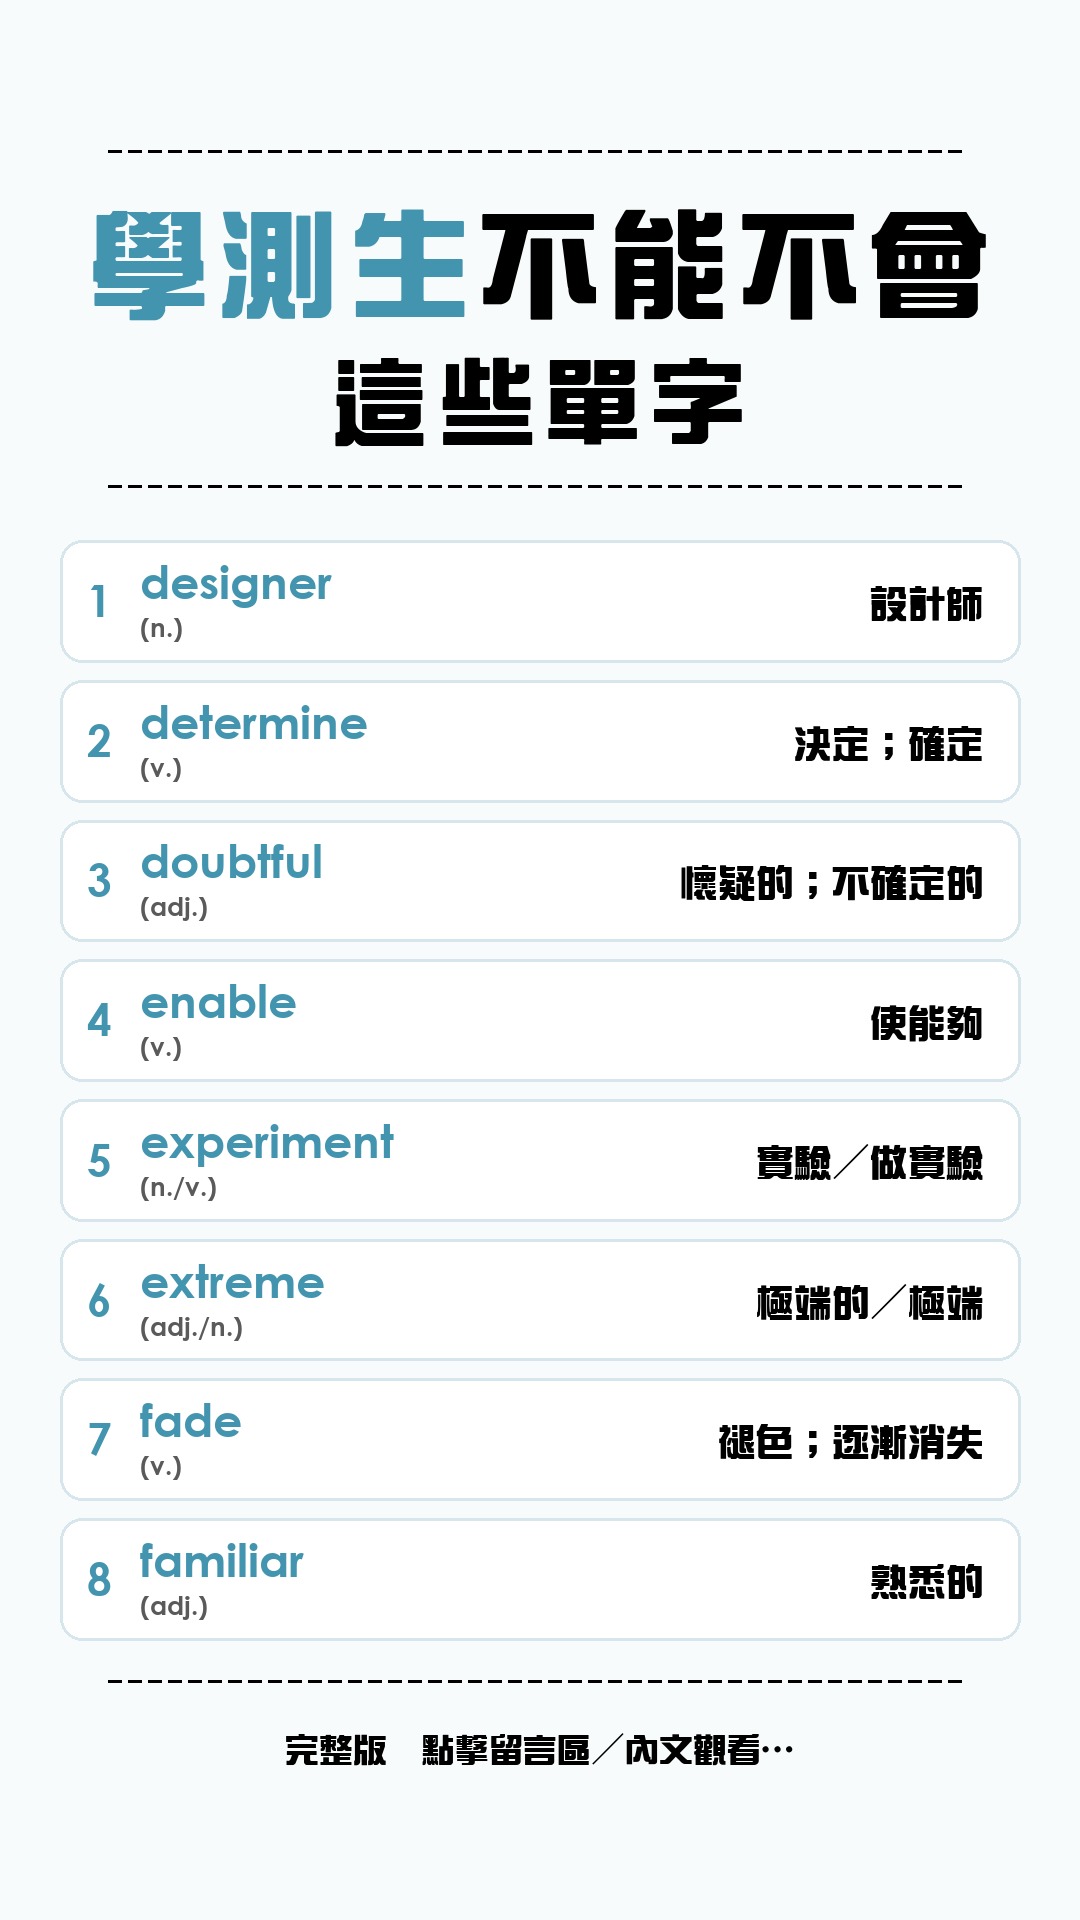 學測生不能不會
這些單字
1 designer
(n.)
設計師
2 determine
(v.)
決定；確定
3 doubtful
(adj.)
懷疑的；不確定的
4 enable
(v.)
使能夠
5 experiment
(n./v.)
實驗／做實驗
6 extreme
(adj./n.)
極端的／極端
7 fade
(v.)
褪色；逐漸消失
8 familiar
(adj.)
熟悉的
完整版　點擊留言區／內文觀看…